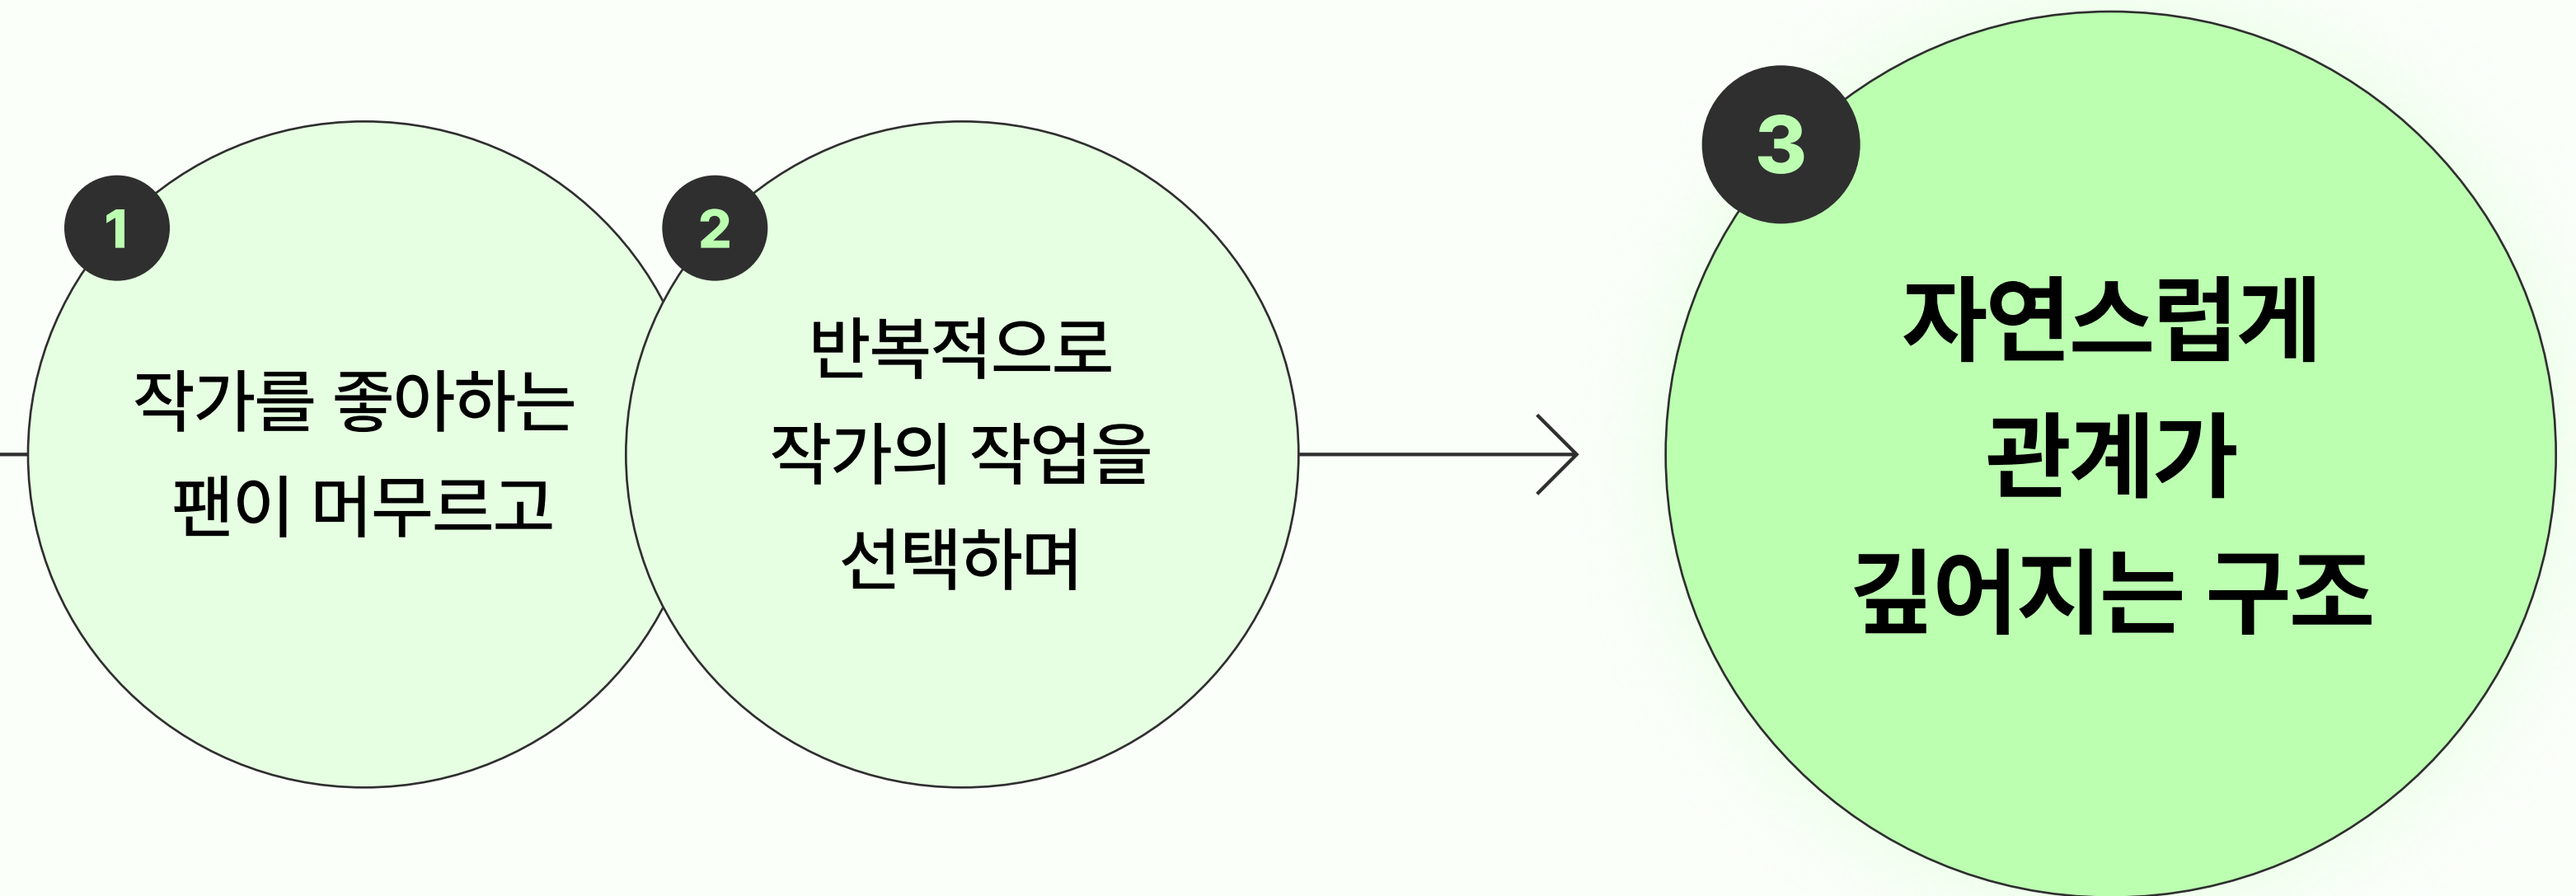 1
작가를 좋아하는
팬이 머무르고
2
반복적으로
작가의 작업을
선택하며
3
자연스럽게
관계가
깊어지는 구조